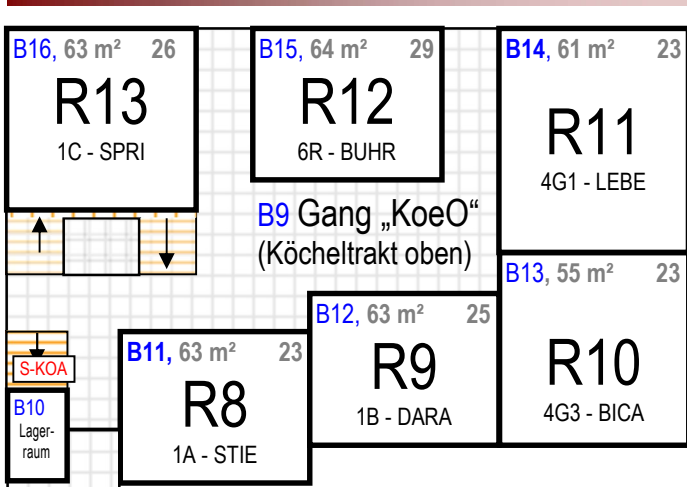 B16, 63 m² 26
R13
1C - SPRI
B15, 64 m² 29
R12
6R - BUHR
B14, 61 m² 23
R11
4G1 - LEBE
B9 Gang „KoeO“
(Köcheltrakt oben)
B13, 55 m² 23
R10
4G3 - BICA
B12, 63 m² 25
R9
1B - DARA
B11, 63 m² 23
R8
1A - STIE
S-KOA
B10
Lager-
raum